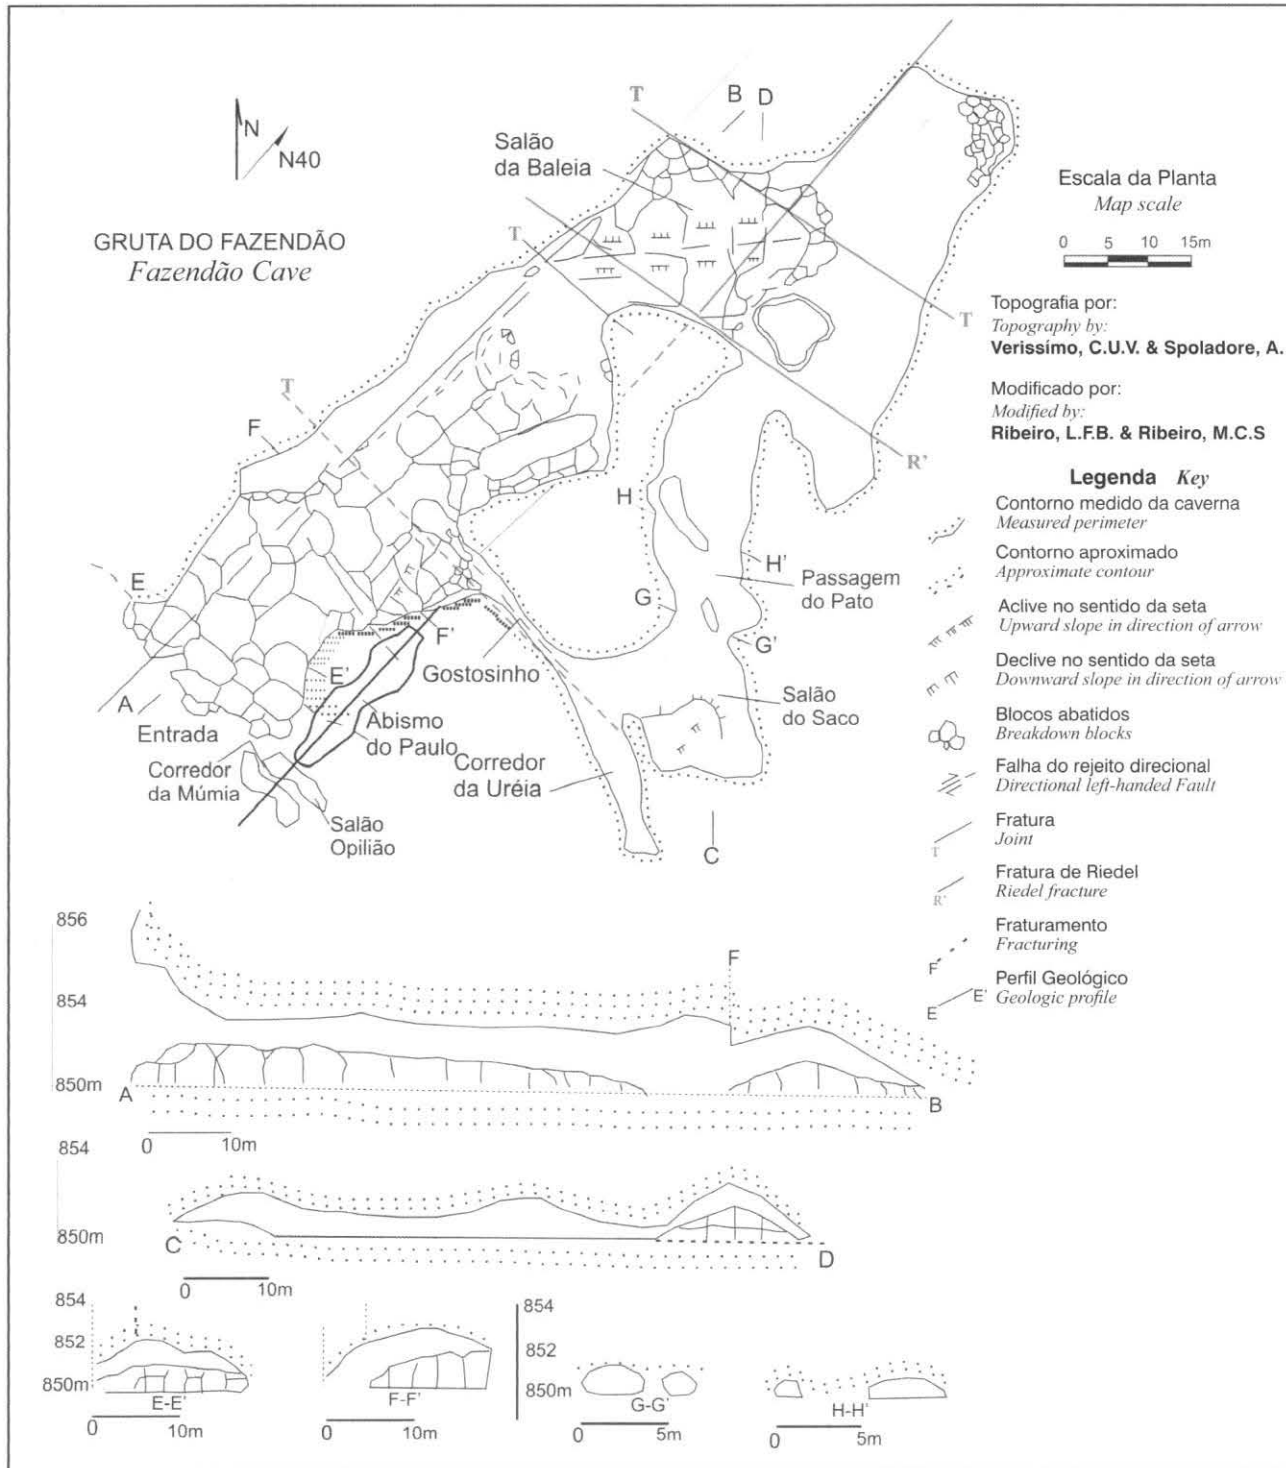 N
N40
GRUTA DO FAZENDÃO
Fazendão Cave
T
B D
Salão
da Baleia
T
T
F
T
R'
H
H'
Passagem
do Pato
G
G'
E
F'
E'
Gostosinho
A
Entrada
Abismo
do Paulo
Salão
do Saco
Corredor
da Múmia
Corredor
da Uréia
Salão
Opilião
C
Escala da Planta
Map scale
0 5 10 15m
Topografia por:
Topography by:
Verissímo, C.U.V. & Spoladore, A.
Modificado por:
Modified by:
Ribeiro, L.F.B. & Ribeiro, M.C.S
Legenda Key
Contorno medido da caverna
Measured perimeter
Contorno aproximado
Approximate contour
Aclive no sentido da seta
Upward slope in direction of arrow
Declive no sentido da seta
Downward slope in direction of arrow
Blocos abatidos
Breakdown blocks
Falha do rejeito direcional
Directional left-handed Fault
Fratura
Joint
T
Fratura de Riedel
Riedel fracture
R'
Fraturamento
Fracturing
F
Perfil Geológico
Geologic profile
E E'
856
F
854
850m
A B
0 10m
854
850m
C D
0 10m
854
852
850m
E-E'
0 10m
F-F'
0 10m
854
852
850m
G-G'
0 5m
H-H'
0 5m